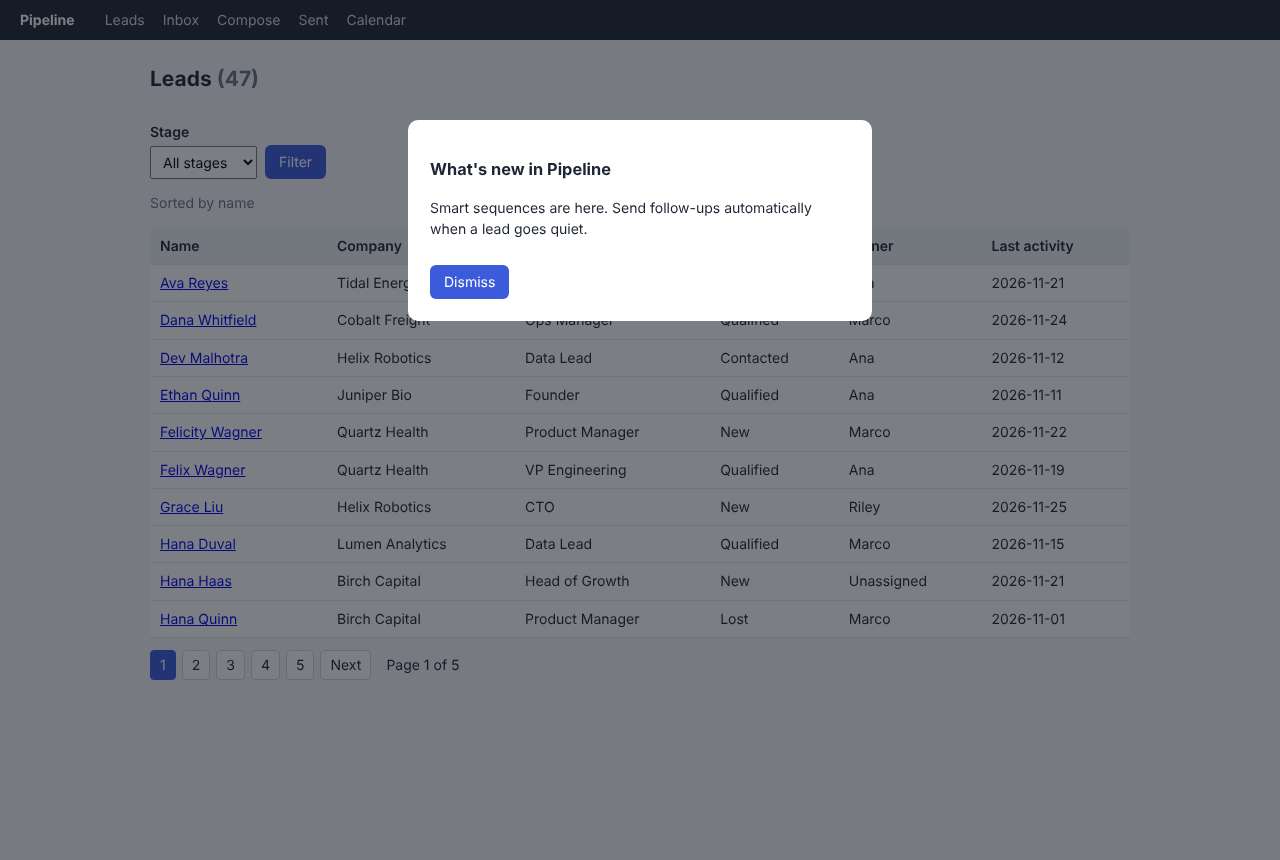 Pipeline Leads Inbox Compose Sent Calendar
Leads (47)
Stage
All stages Filter
Sorted by name
What's new in Pipeline
Smart sequences are here. Send follow-ups automatically
when a lead goes quiet.
Dismiss
Name Company Last activity
Ava Reyes Tidal 2026-11-21
Dana Whitfield Cobalt Freight Ops Manager Qualified Marco 2026-11-24
Dev Malhotra Helix Robotics Data Lead Contacted Ana 2026-11-12
Ethan Quinn Juniper Bio Founder Qualified Ana 2026-11-11
Felicity Wagner Quartz Health Product Manager New Marco 2026-11-22
Felix Wagner Quartz Health VP Engineering Qualified Ana 2026-11-19
Grace Liu Helix Robotics CTO New Riley 2026-11-25
Hana Duval Lumen Analytics Data Lead Qualified Marco 2026-11-15
Hana Haas Birch Capital Head of Growth New Unassigned 2026-11-21
Hana Quinn Birch Capital Product Manager Lost Marco 2026-11-01
1 2 3 4 5 Next Page 1 of 5